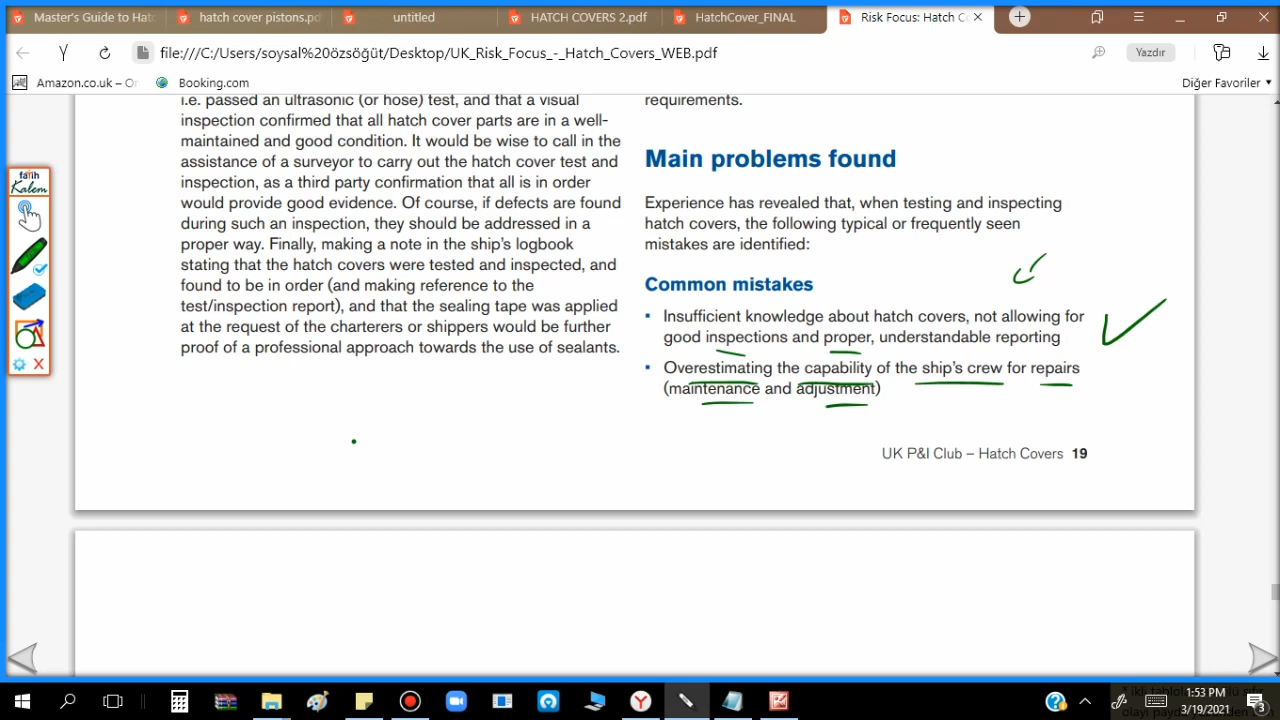 Master's Guide to Hatc
hatch cover pistons.pd
untitled
HATCH COVERS 2.pdf
HatchCover_FINAL
Risk Focus: Hatch C
file:///C:/Users/soysal%20özsöğüt/Desktop/UK_Risk_Focus_-_Hatch_Covers_WEB.pdf
Yazdır
Amazon.co.uk – O
Booking.com
Diğer Favoriler
i.e. passed an ultrasonic (or hose) test, and that a visual
inspection confirmed that all hatch cover parts are in a well-
maintained and good condition. It would be wise to call in the
assistance of a surveyor to carry out the hatch cover test and
inspection, as a third party confirmation that all is in order
would provide good evidence. Of course, if defects are found
during such an inspection, they should be addressed in a
proper way. Finally, making a note in the ship's logbook
stating that the hatch covers were tested and inspected, and
found to be in order (and making reference to the
test/inspection report), and that the sealing tape was applied
at the request of the charterers or shippers would be further
proof of a professional approach towards the use of sealants.
requirements.
Main problems found
Experience has revealed that, when testing and inspecting
hatch covers, the following typical or frequently seen
mistakes are identified:
Common mistakes
• Insufficient knowledge about hatch covers, not allowing for
good inspections and proper, understandable reporting
• Overestimating the capability of the ship's crew for repairs
(maintenance and adjustment)
UK P&I Club – Hatch Covers 19
fatih
Kalem
1:53 PM
3/19/2021
3